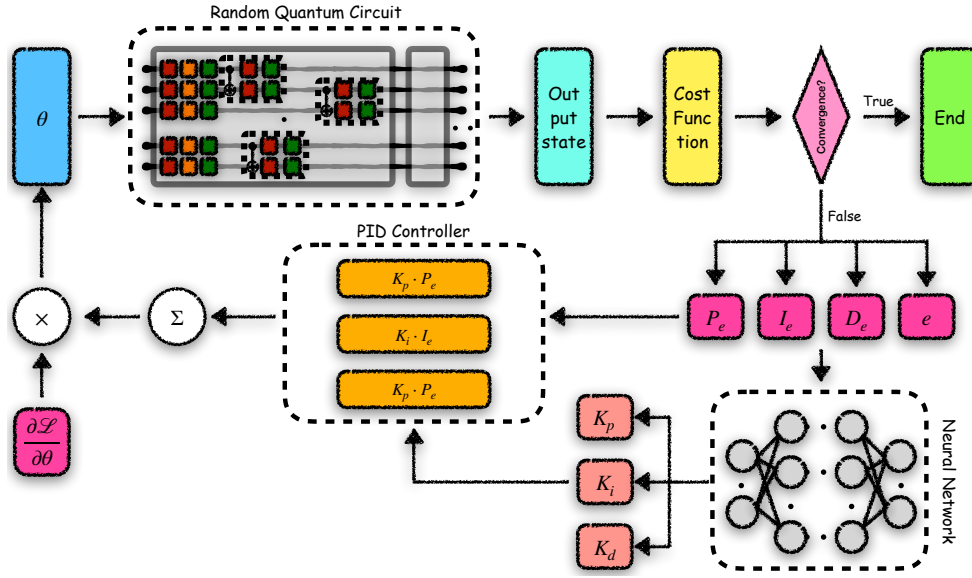 Random Quantum Circuit
θ
Out
put
state
Cost
Func
tion
Convergence?
True
End
False
PID Controller
K_p · P_e
K_i · I_e
K_p · P_e
Σ
×
P_e
I_e
D_e
e
∂ℒ
∂θ
K_p
K_i
K_d
Neural Network